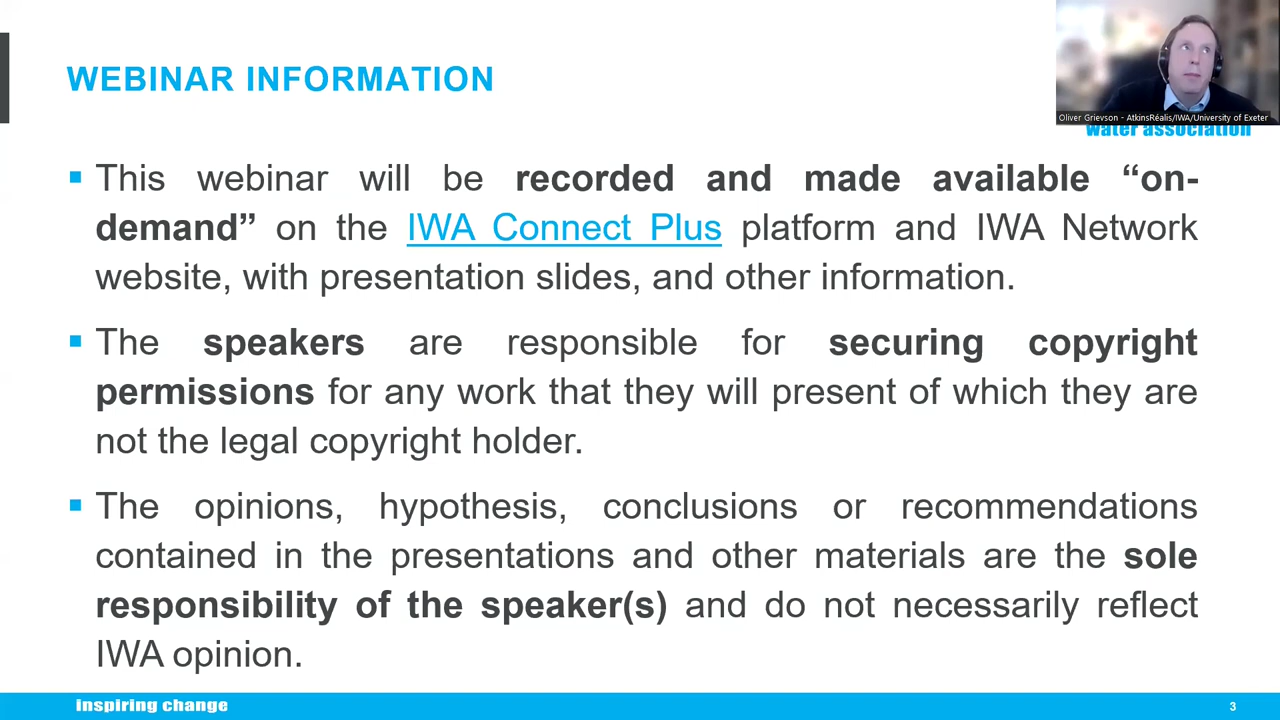 WEBINAR INFORMATION
Oliver Grievson - AtkinsRéalis/IWA/University of Exeter
water association
▪ This webinar will be recorded and made available “on-
demand” on the IWA Connect Plus platform and IWA Network
website, with presentation slides, and other information.
▪ The speakers are responsible for securing copyright
permissions for any work that they will present of which they are
not the legal copyright holder.
▪ The opinions, hypothesis, conclusions or recommendations
contained in the presentations and other materials are the sole
responsibility of the speaker(s) and do not necessarily reflect
IWA opinion.
inspiring change
3